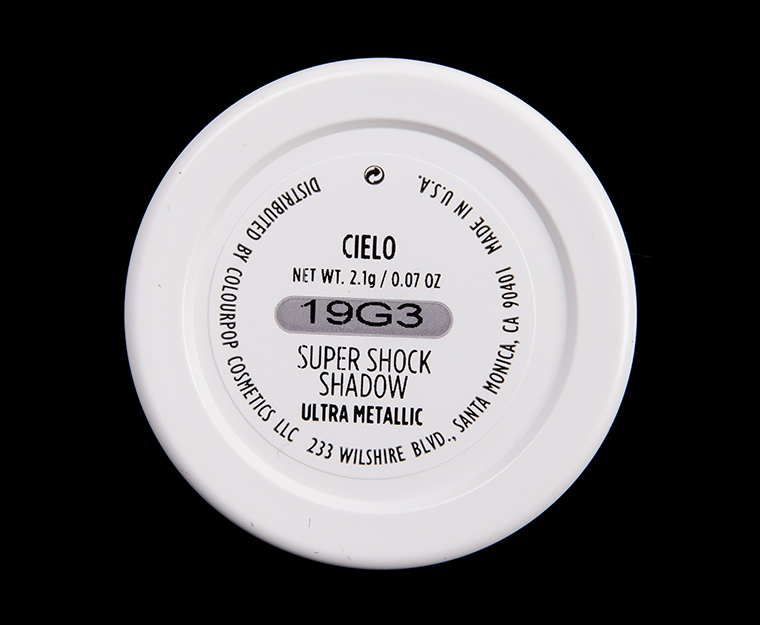 CIELO
NET WT. 2.1g / 0.07 OZ
19G3
SUPER SHOCK
SHADOW
ULTRA METALLIC
DISTRIBUTED BY COLOURPOP COSMETICS LLC 233 WILSHIRE BLVD., SANTA MONICA, CA 90401 MADE IN U.S.A.